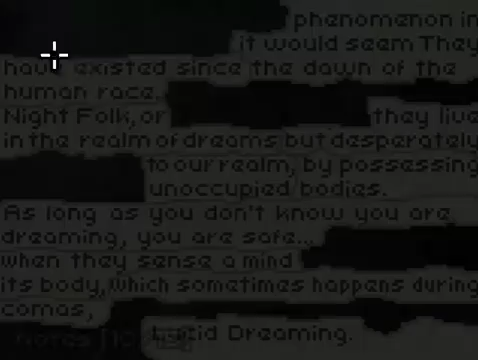 phenomenon in
it would seem They
have existed since the dawn of the
human race.
Night Folk, or they live
in the realm of dreams but desperately
to our realm, by possessing
unoccupied bodies.
As long as you don't know you are
dreaming, you are safe...
when they sense a mind
its body, which sometimes happens during
comas,
Lucid Dreaming.
Notes